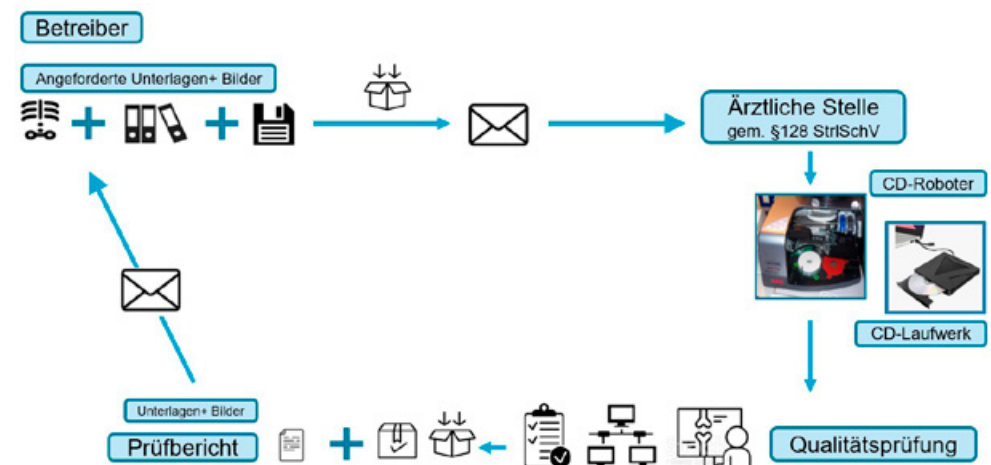 Betreiber
Angeforderte Unterlagen+ Bilder
Ärztliche Stelle
gem. §128 StrlSchV
CD-Roboter
CD-Laufwerk
Unterlagen+ Bilder
Prüfbericht
Qualitätsprüfung